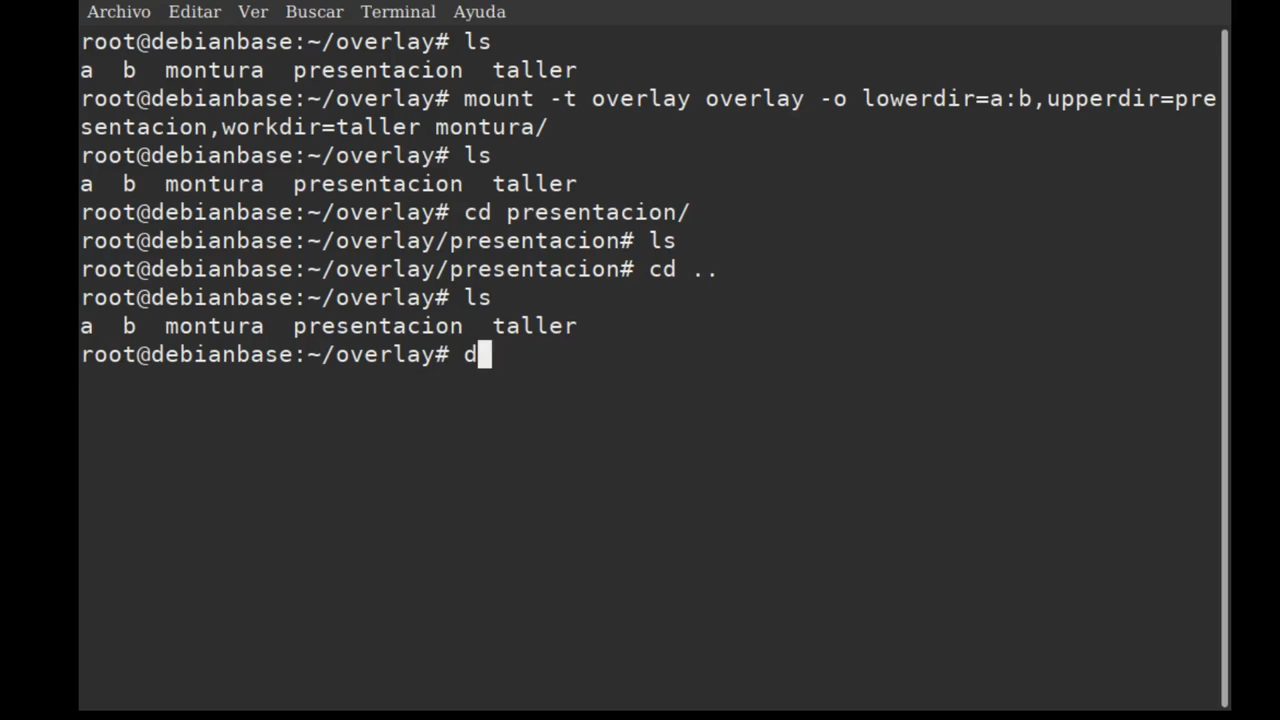 Archivo Editar Ver Buscar Terminal Ayuda
root@debianbase:~/overlay# ls
a  b  montura  presentacion  taller
root@debianbase:~/overlay# mount -t overlay overlay -o lowerdir=a:b,upperdir=pre
sentacion,workdir=taller montura/
root@debianbase:~/overlay# ls
a  b  montura  presentacion  taller
root@debianbase:~/overlay# cd presentacion/
root@debianbase:~/overlay/presentacion# ls
root@debianbase:~/overlay/presentacion# cd ..
root@debianbase:~/overlay# ls
a  b  montura  presentacion  taller
root@debianbase:~/overlay# d